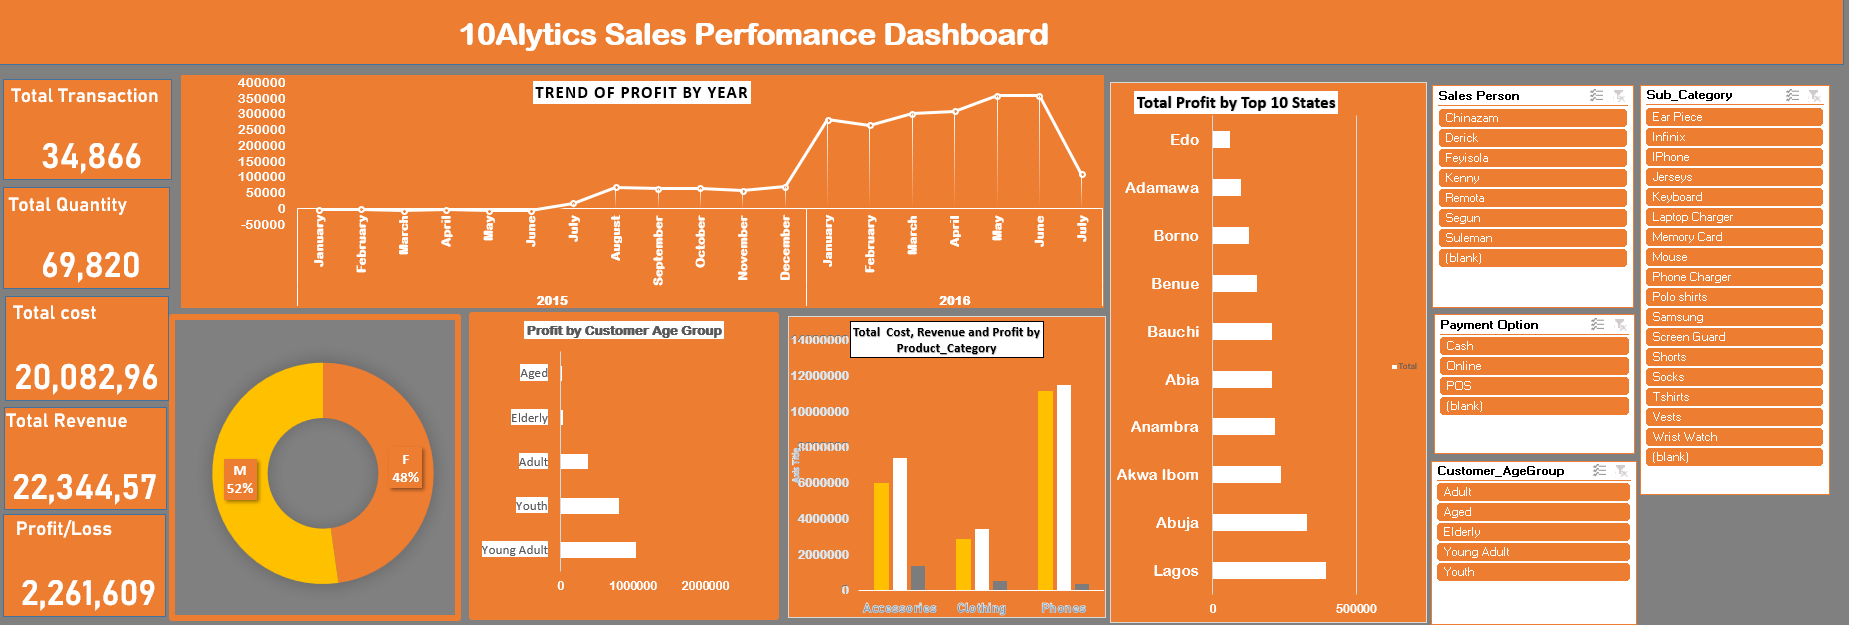 10Alytics Sales Perfomance Dashboard
Total Transaction
34,866
Total Quantity
69,820
Total cost
20,082,96
Total Revenue
22,344,57
Profit/Loss
2,261,609
TREND OF PROFIT BY YEAR
400000
350000
300000
250000
200000
150000
100000
50000
0
-50000
January
February
March
April
May
June
July
August
September
October
November
December
January
February
March
April
May
June
July
2015
2016
M
52%
F
48%
Profit by Customer Age Group
Aged
Elderly
Adult
Youth
Young Adult
0
1000000
2000000
Total Cost, Revenue and Profit by
Product_Category
14000000
12000000
10000000
8000000
6000000
4000000
2000000
0
Axis Title
Accessories
Clothing
Phones
Total Profit by Top 10 States
Edo
Adamawa
Borno
Benue
Bauchi
Abia
Anambra
Akwa Ibom
Abuja
Lagos
0
500000
Total
Sales Person
Chinazam
Derick
Feyisola
Kenny
Remota
Segun
Suleman
(blank)
Payment Option
Cash
Online
POS
(blank)
Customer_AgeGroup
Adult
Aged
Elderly
Young Adult
Youth
Sub_Category
Ear Piece
Infinix
IPhone
Jerseys
Keyboard
Laptop Charger
Memory Card
Mouse
Phone Charger
Polo shirts
Samsung
Screen Guard
Shorts
Socks
Tshirts
Vests
Wrist Watch
(blank)